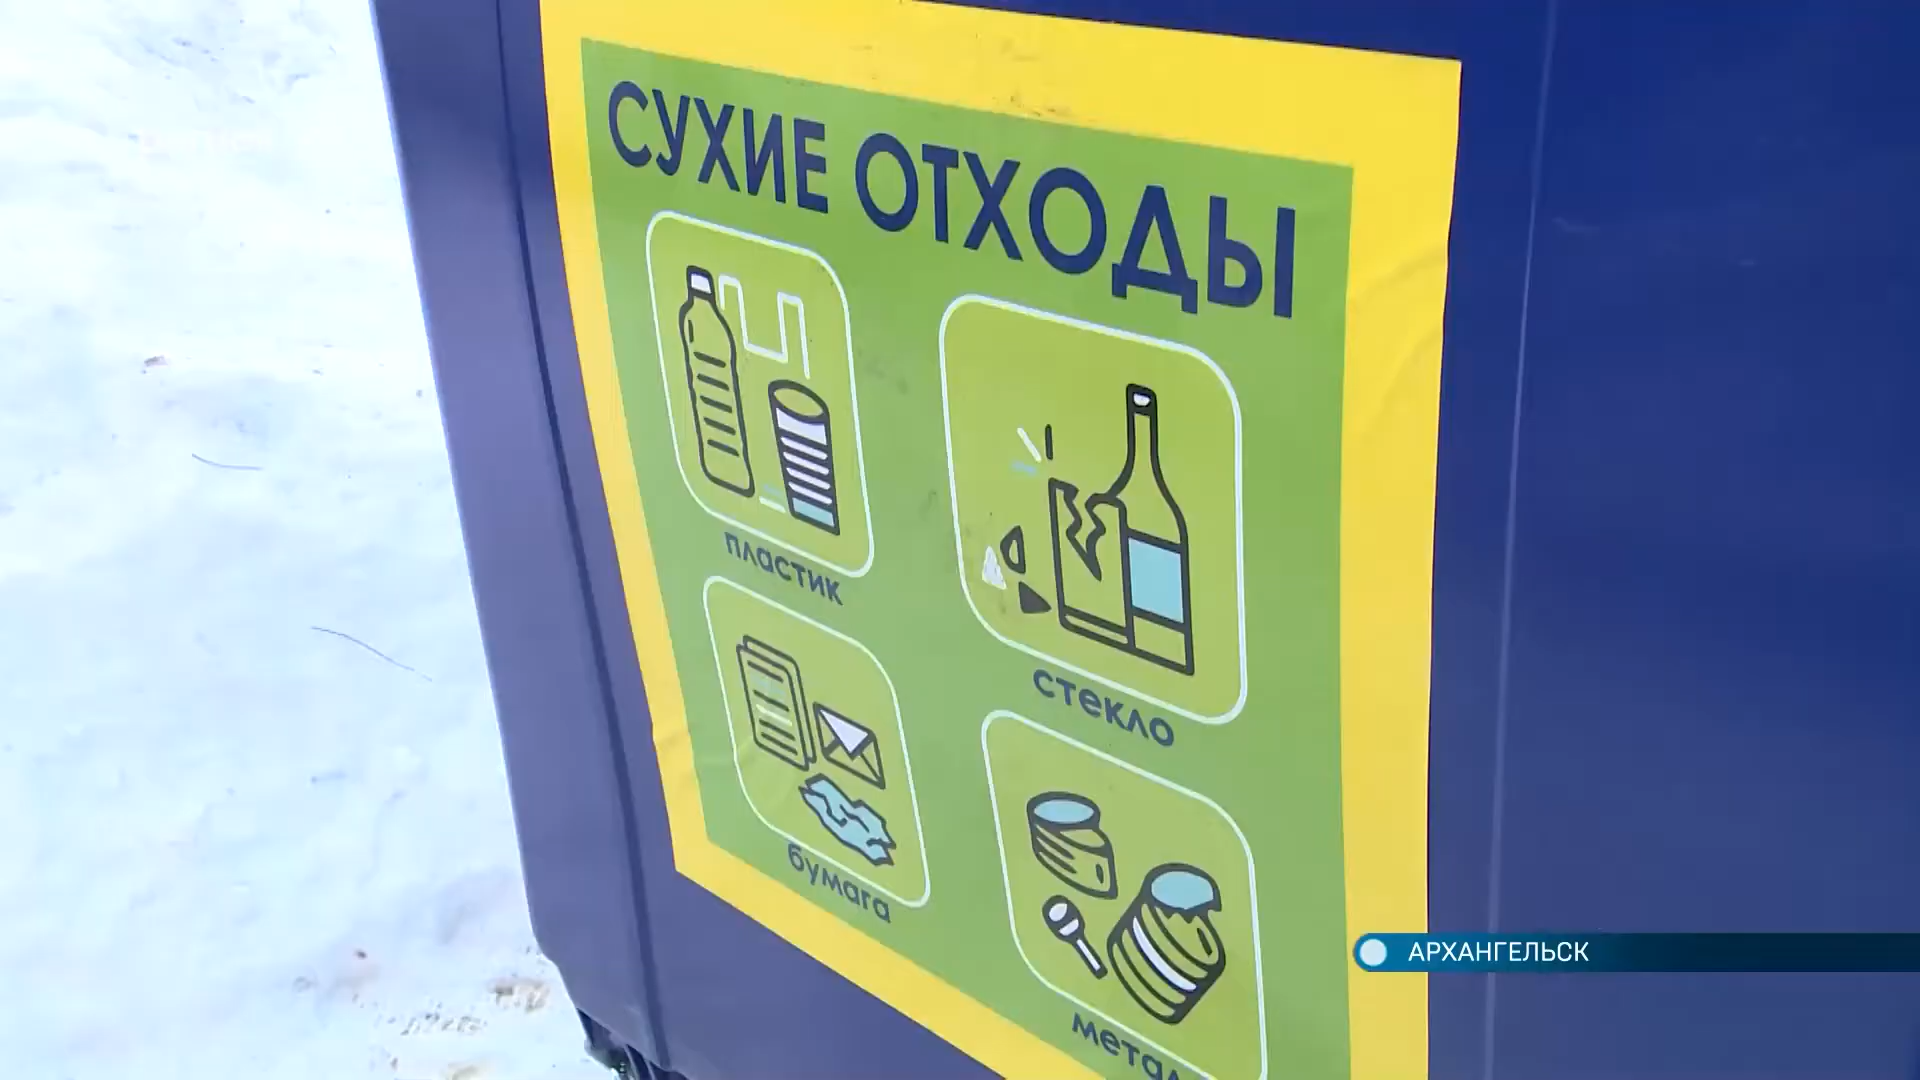 СУХИЕ ОТХОДЫ
пластик
стекло
бумага
АРХАНГЕЛЬСК